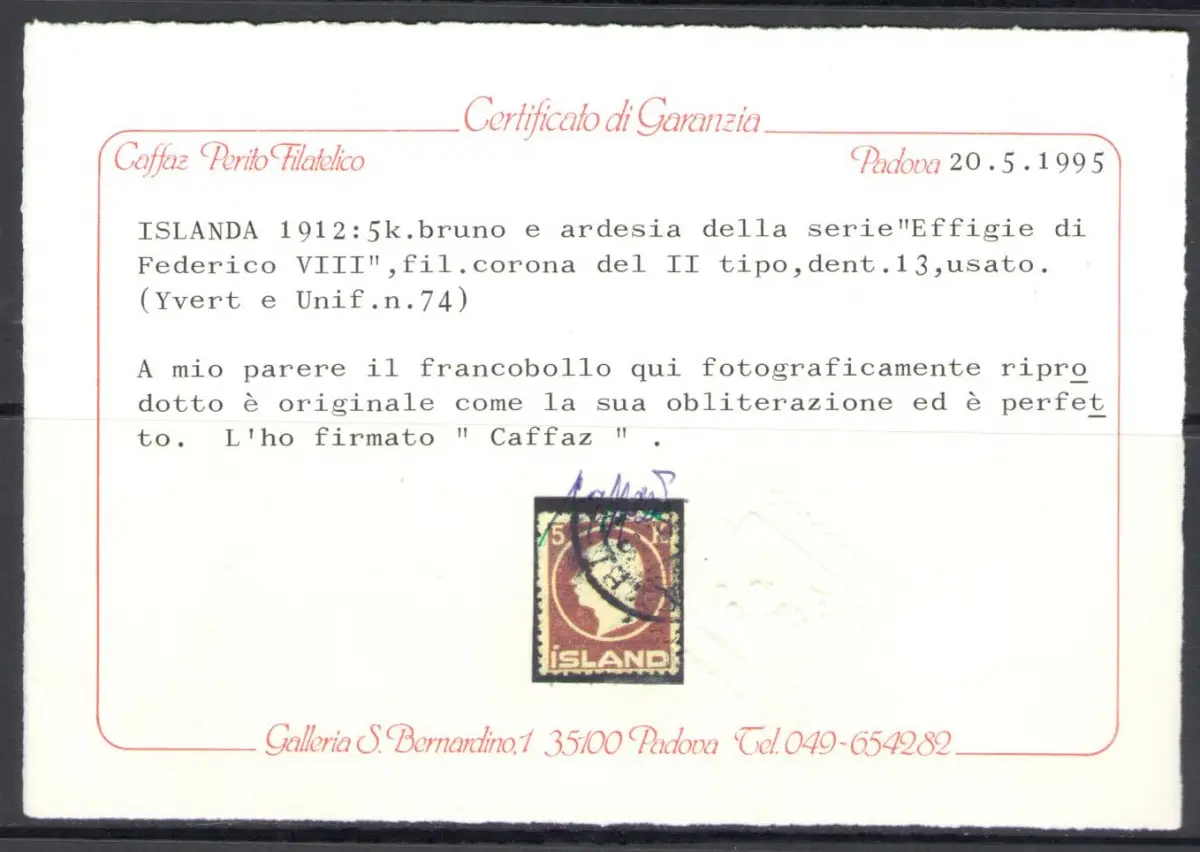 Certificato di Garanzia
Caffaz Perito Filatelico Padova 20.5.1995
ISLANDA 1912:5k.bruno e ardesia della serie"Effigie di
Federico VIII",fil.corona del II tipo,dent.13,usato.
(Yvert e Unif.n.74)
A mio parere il francobollo qui fotograficamente ripro
dotto è originale come la sua obliterazione ed è perfet
to. L'ho firmato " Caffaz " .
Caffaz
5 K
ÍSLAND
Galleria S. Bernardino,1 35100 Padova Tel.049-654282